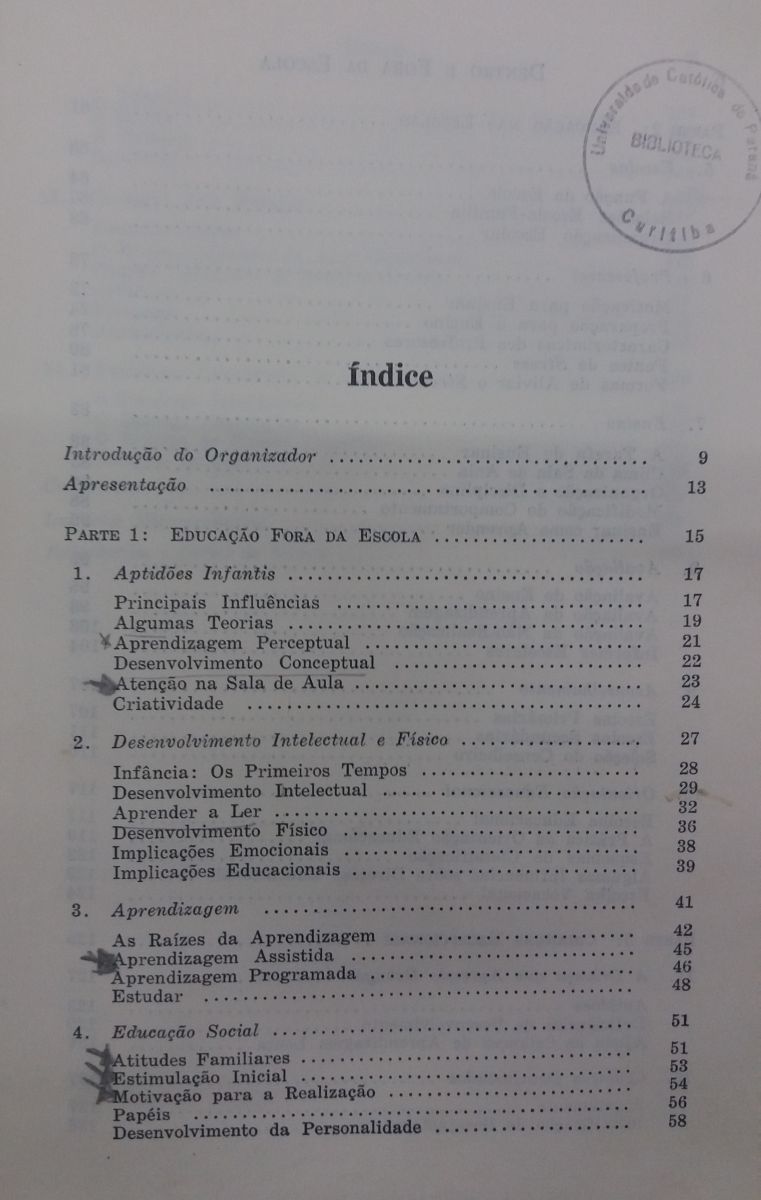 Universidade Católica do Paraná
BIBLIOTECA
Curitiba
Índice
Introdução do Organizador ................................. 9
Apresentação ............................................. 13
PARTE 1: EDUCAÇÃO FORA DA ESCOLA ...................... 15
1. Aptidões Infantis ..................................... 17
Principais Influências ................................ 17
Algumas Teorias ..................................... 19
Aprendizagem Perceptual ............................ 21
Desenvolvimento Conceptual ......................... 22
Atenção na Sala de Aula ............................. 23
Criatividade ........................................ 24
2. Desenvolvimento Intelectual e Físico ................... 27
Infância: Os Primeiros Tempos ....................... 28
Desenvolvimento Intelectual .......................... 29
Aprender a Ler ...................................... 32
Desenvolvimento Físico .............................. 36
Implicações Emocionais .............................. 38
Implicações Educacionais ............................. 39
3. Aprendizagem ...................................... 41
As Raízes da Aprendizagem .......................... 42
Aprendizagem Assistida .............................. 45
Aprendizagem Programada ........................... 46
Estudar ............................................ 48
4. Educação Social ..................................... 51
Atitudes Familiares .................................. 51
Estimulação Inicial .................................. 53
Motivação para a Realização ......................... 54
Papéis ............................................. 56
Desenvolvimento da Personalidade .................... 58